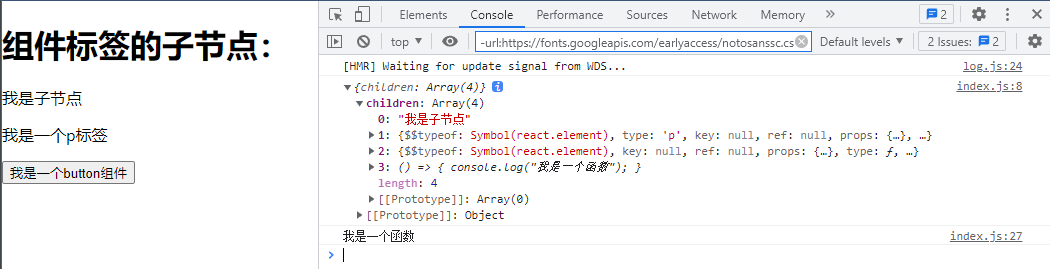 组件标签的子节点：
我是子节点
我是一个p标签
我是一个button组件
Elements Console Performance Sources Network Memory » 2
top -url:https://fonts.googleapis.com/earlyaccess/notosanssc.cs Default levels 2 Issues: 2
[HMR] Waiting for update signal from WDS... log.js:24
{children: Array(4)} i index.js:8
children: Array(4)
0: "我是子节点"
1: {$$typeof: Symbol(react.element), type: 'p', key: null, ref: null, props: {…}, …}
2: {$$typeof: Symbol(react.element), key: null, ref: null, props: {…}, type: ƒ, …}
3: () => { console.log("我是一个函数"); }
length: 4
[[Prototype]]: Array(0)
[[Prototype]]: Object
我是一个函数 index.js:27